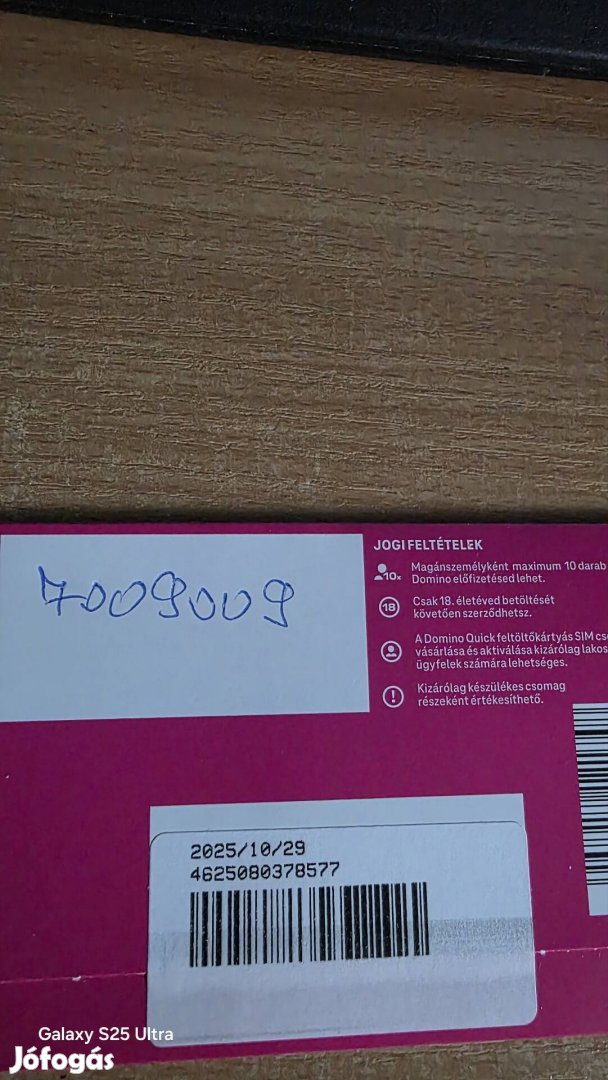 7009009
JOGI FELTÉTELEK
10x
Magánszemélyként maximum 10 darab
Domino előfizetésed lehet.
18
Csak 18. életéved betöltését
követően szerződhetsz.
A Domino Quick feltöltőkártyás SIM
vásárlása és aktiválása kizárólag
ügyfelek számára lehetséges.
!
Kizárólag készülékes csomag
részeként értékesíthető.
2025/10/29
4625080378577
Galaxy S25 Ultra
Jófogás